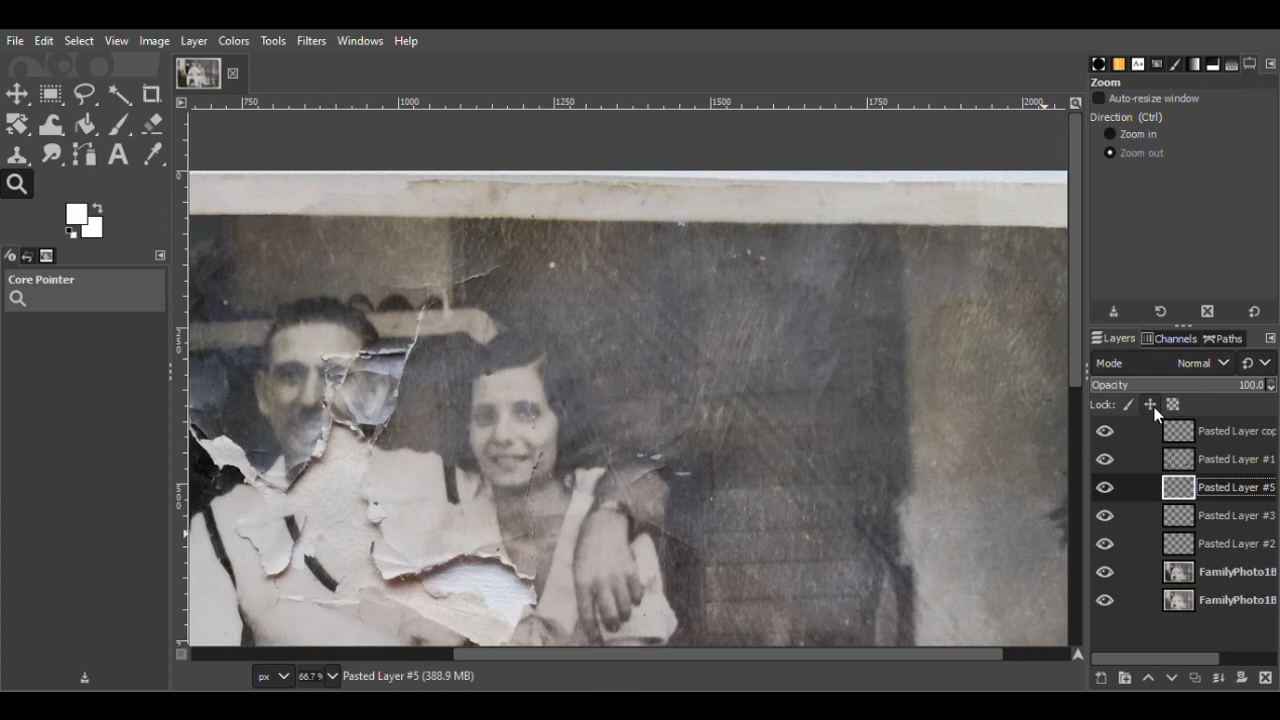 File Edit Select View Image Layer Colors Tools Filters Windows Help
Core Pointer
750 1000 1250 1500 1750 2000
0
250
500
px 66.7 % Pasted Layer #5 (388.9 MB)
Zoom
Auto-resize window
Direction (Ctrl)
Zoom in
Zoom out
Layers Channels Paths
Mode Normal
Opacity 100.0
Lock:
Pasted Layer cop
Pasted Layer #1
Pasted Layer #5
Pasted Layer #3
Pasted Layer #2
FamilyPhoto1B
FamilyPhoto1B